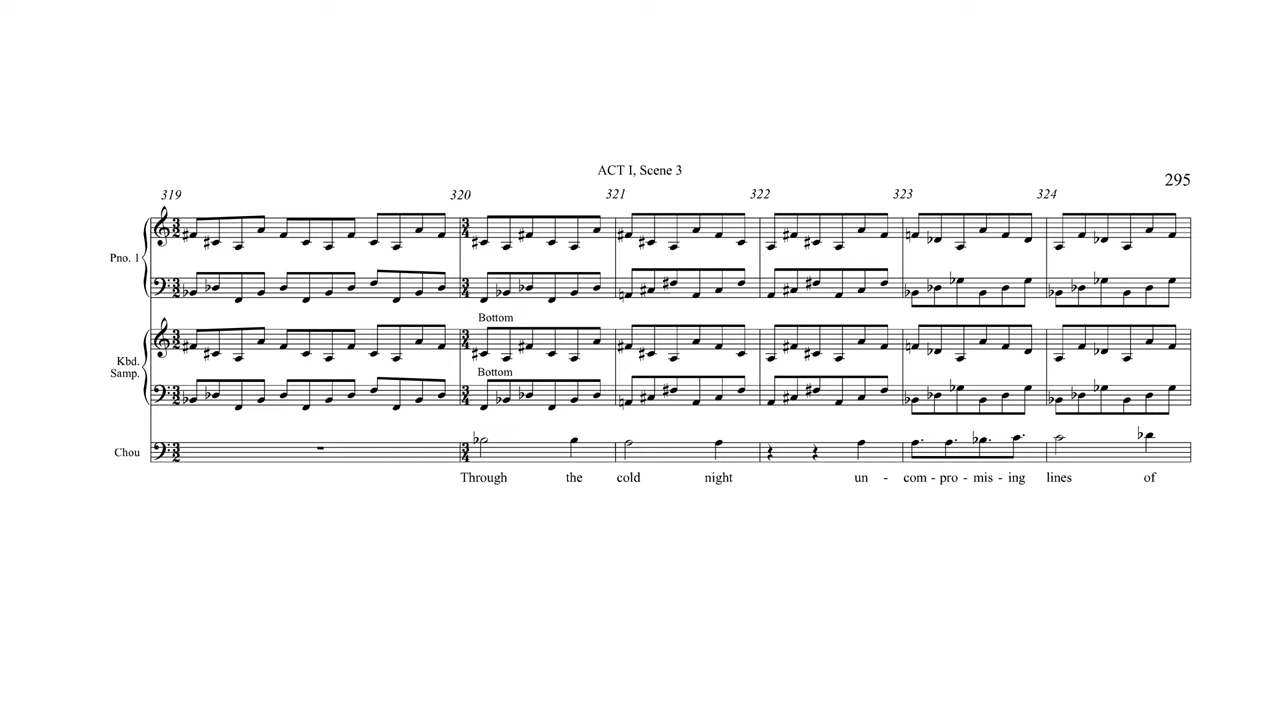 ACT I, Scene 3
295
319 320 321 322 323 324
Pno. 1
Bottom
Kbd.
Samp.
Bottom
Chou
Through the cold night un - com - pro - mis - ing lines of